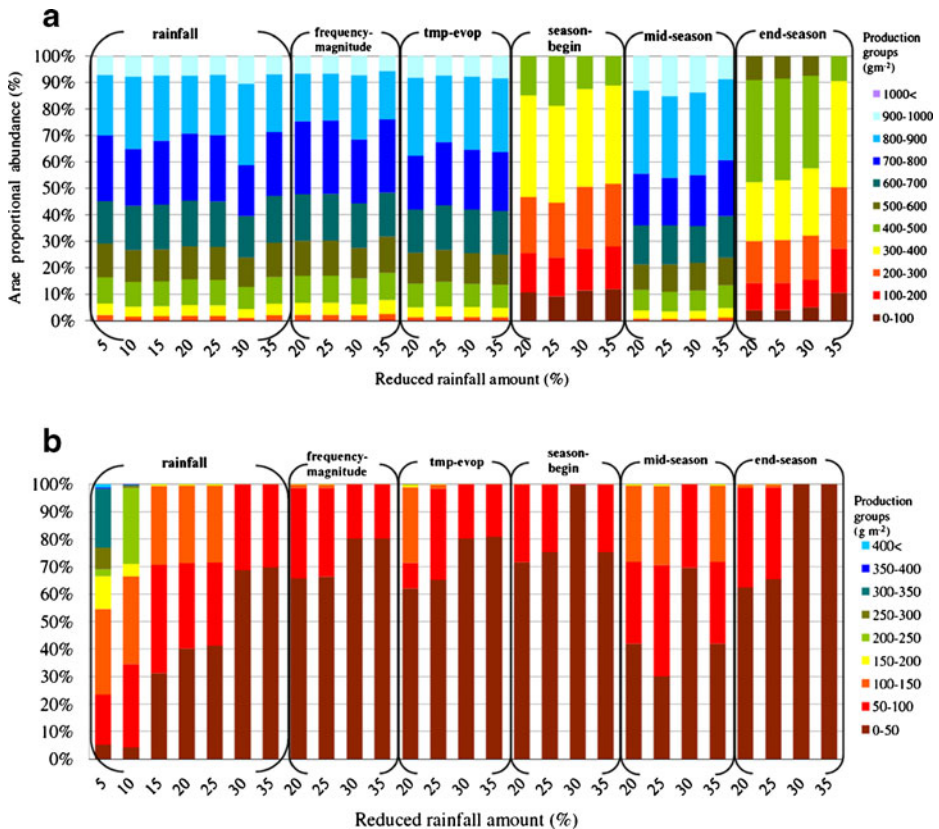 a
rainfall
frequency-
magnitude
tmp-evop
season-
begin
mid-season
end-season
Production
groups
(gm-2)
100%
90%
80%
70%
60%
50%
40%
30%
20%
10%
0%
Arae proportional abundance (%)
1000<
900-1000
800-900
700-800
600-700
500-600
400-500
300-400
200-300
100-200
0-100
5 10 15 20 25 30 35 20 25 30 35 20 25 30 35 20 25 30 35 20 25 30 35 20 25 30 35
Reduced rainfall amount (%)
b
rainfall
frequency-
magnitude
tmp-evop
season-
begin
mid-season
end-season
Production
groups
(g m-2)
100%
90%
80%
70%
60%
50%
40%
30%
20%
10%
0%
400<
350-400
300-350
250-300
200-250
150-200
100-150
50-100
0-50
5 10 15 20 25 30 35 20 25 30 35 20 25 30 35 20 25 30 35 20 25 30 35 20 25 30 35
Reduced rainfall amount (%)